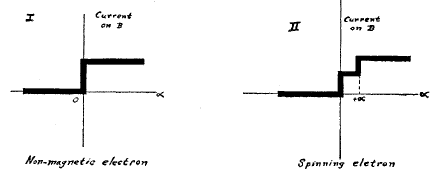 I
Current
on B
0
∝
Non-magnetic electron
II
Current
on B
+∝
∝
Spinning eletron